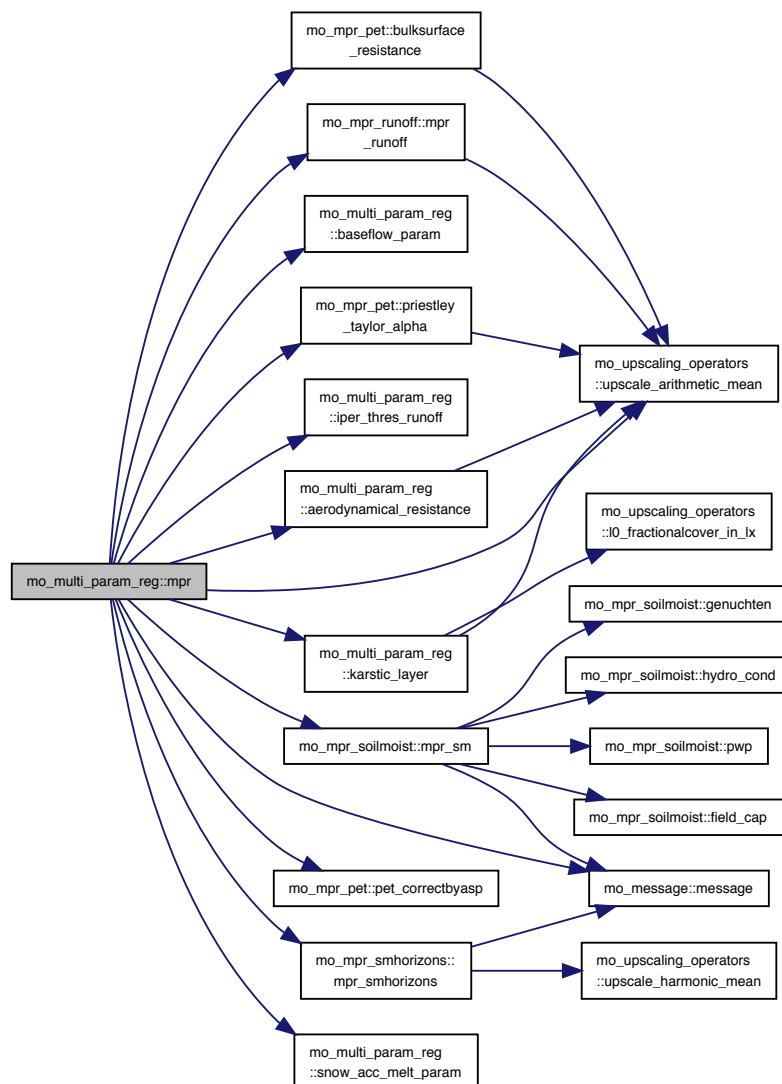 mo_mpr_pet::bulksurface
_resistance
mo_mpr_runoff::mpr
_runoff
mo_multi_param_reg
::baseflow_param
mo_mpr_pet::priestley
_taylor_alpha
mo_upscaling_operators
::upscale_arithmetic_mean
mo_multi_param_reg
::iper_thres_runoff
mo_multi_param_reg
::aerodynamical_resistance
mo_upscaling_operators
::l0_fractionalcover_in_lx
mo_multi_param_reg::mpr
mo_mpr_soilmoist::genuchten
mo_multi_param_reg
::karstic_layer
mo_mpr_soilmoist::hydro_cond
mo_mpr_soilmoist::mpr_sm
mo_mpr_soilmoist::pwp
mo_mpr_soilmoist::field_cap
mo_mpr_pet::pet_correctbyasp
mo_message::message
mo_mpr_smhorizons::
mpr_smhorizons
mo_upscaling_operators
::upscale_harmonic_mean
mo_multi_param_reg
::snow_acc_melt_param